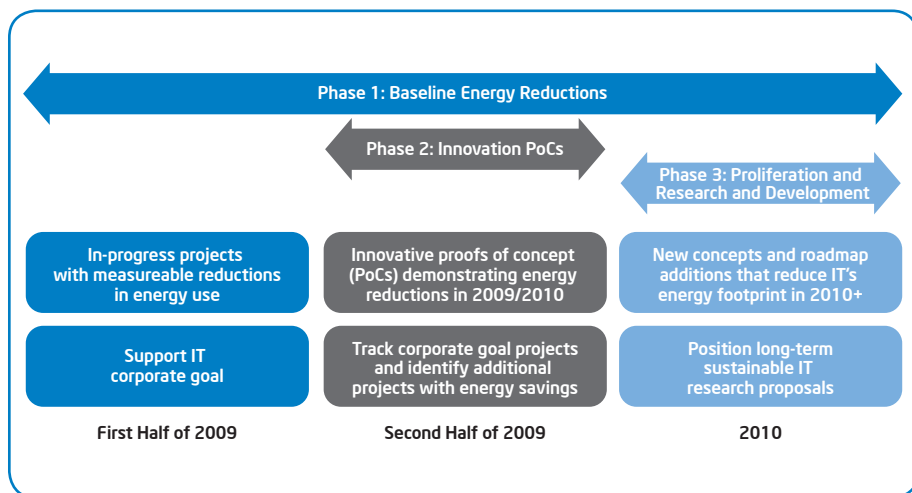 Phase 1: Baseline Energy Reductions
Phase 2: Innovation PoCs
Phase 3: Proliferation and
Research and Development
In-progress projects
with measureable reductions
in energy use
Innovative proofs of concept
(PoCs) demonstrating energy
reductions in 2009/2010
New concepts and roadmap
additions that reduce IT's
energy footprint in 2010+
Support IT
corporate goal
Track corporate goal projects
and identify additional
projects with energy savings
Position long-term
sustainable IT
research proposals
First Half of 2009
Second Half of 2009
2010